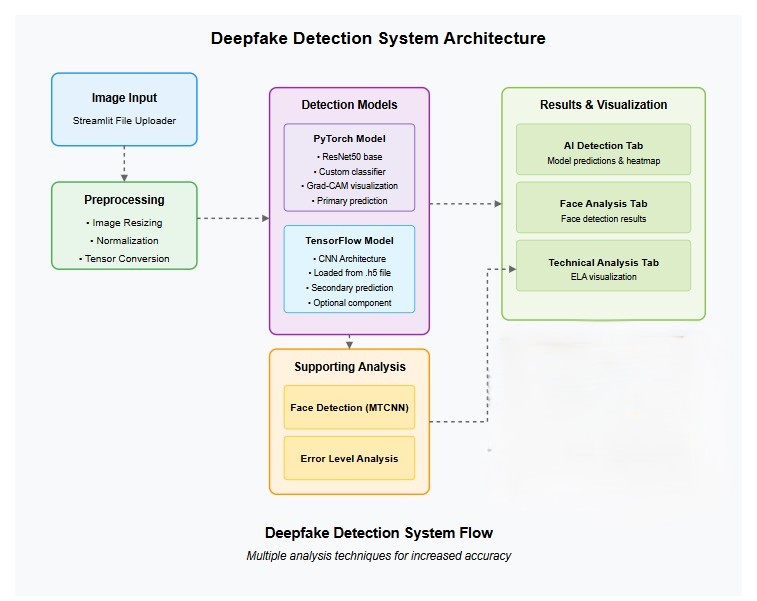 Deepfake Detection System Architecture
Image Input
Streamlit File Uploader
Preprocessing
• Image Resizing
• Normalization
• Tensor Conversion
Detection Models
PyTorch Model
• ResNet50 base
• Custom classifier
• Grad-CAM visualization
• Primary prediction
TensorFlow Model
• CNN Architecture
• Loaded from .h5 file
• Secondary prediction
• Optional component
Supporting Analysis
Face Detection (MTCNN)
Error Level Analysis
Results & Visualization
AI Detection Tab
Model predictions & heatmap
Face Analysis Tab
Face detection results
Technical Analysis Tab
ELA visualization
Deepfake Detection System Flow
Multiple analysis techniques for increased accuracy